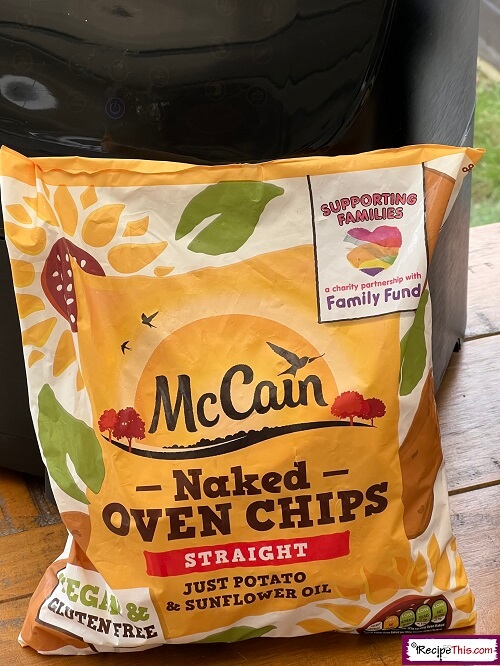 SUPPORTING
FAMILIES
a charity partnership with
Family Fund
McCain
– Naked –
OVEN CHIPS
STRAIGHT
JUST POTATO
& SUNFLOWER OIL
VEGAN &
GLUTEN FREE
©RecipeThis.com